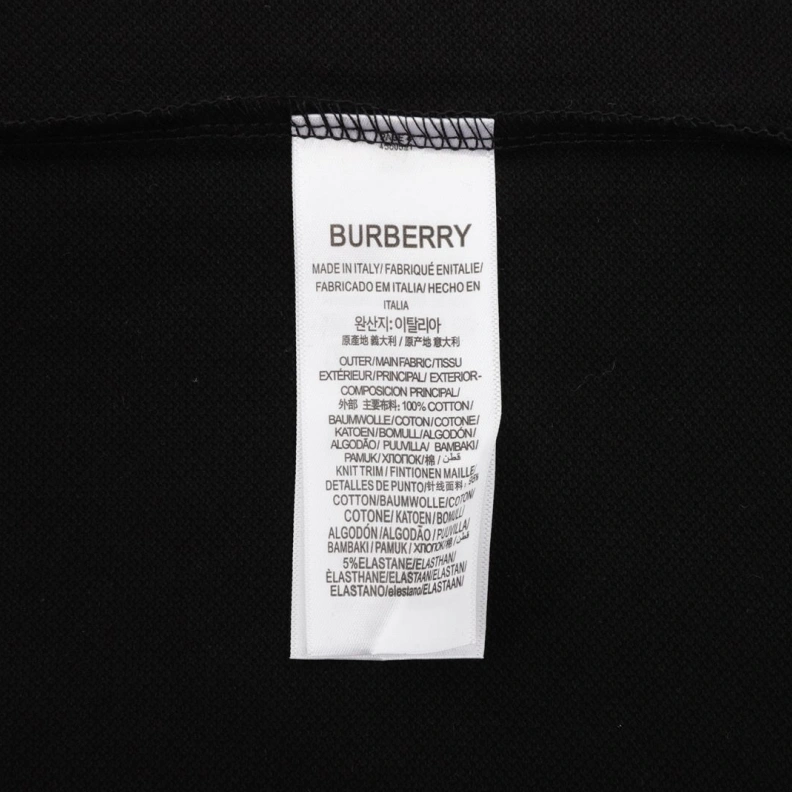 BURBERRY
MADE IN ITALY/ FABRIQUÉ ENITALIE/
FABRICADO EM ITALIA/ HECHO EN
ITALIA
완산지: 이탈리아
原產地 義大利 / 原产地 意大利
OUTER/MAIN FABRIC/TISSU
EXTÉRIEUR/PRINCIPAL/ EXTERIOR-
COMPOSICION PRINCIPAL/
外部 主要布料: 100% COTTON/
BAUMWOLLE/COTON/COTONE/
KATOEN/BOMULL/ALGODÓN/
ALGODÃO/ PUUVILLA/ BAMBAKI/
PAMUK/ХЛОПОК/棉/ قطن/
KNIT TRIM / FINTIONEN MAILLE/
DETALLES DE PUNTO/针线面料:
COTTON/BAUMWOLLE/COTON/
COTONE/ KATOEN/ BOMULL/
ALGODÓN /ALGODÃO / PUUVILLA/
BAMBAKI / PAMUK / ХЛОПОК/棉 / قطن/
5%ELASTANE/ELASTHAN/
ÈLASTHANE/ELASTAAN/ELASTAN/
ELASTANO/elestano/ELASTAAN/